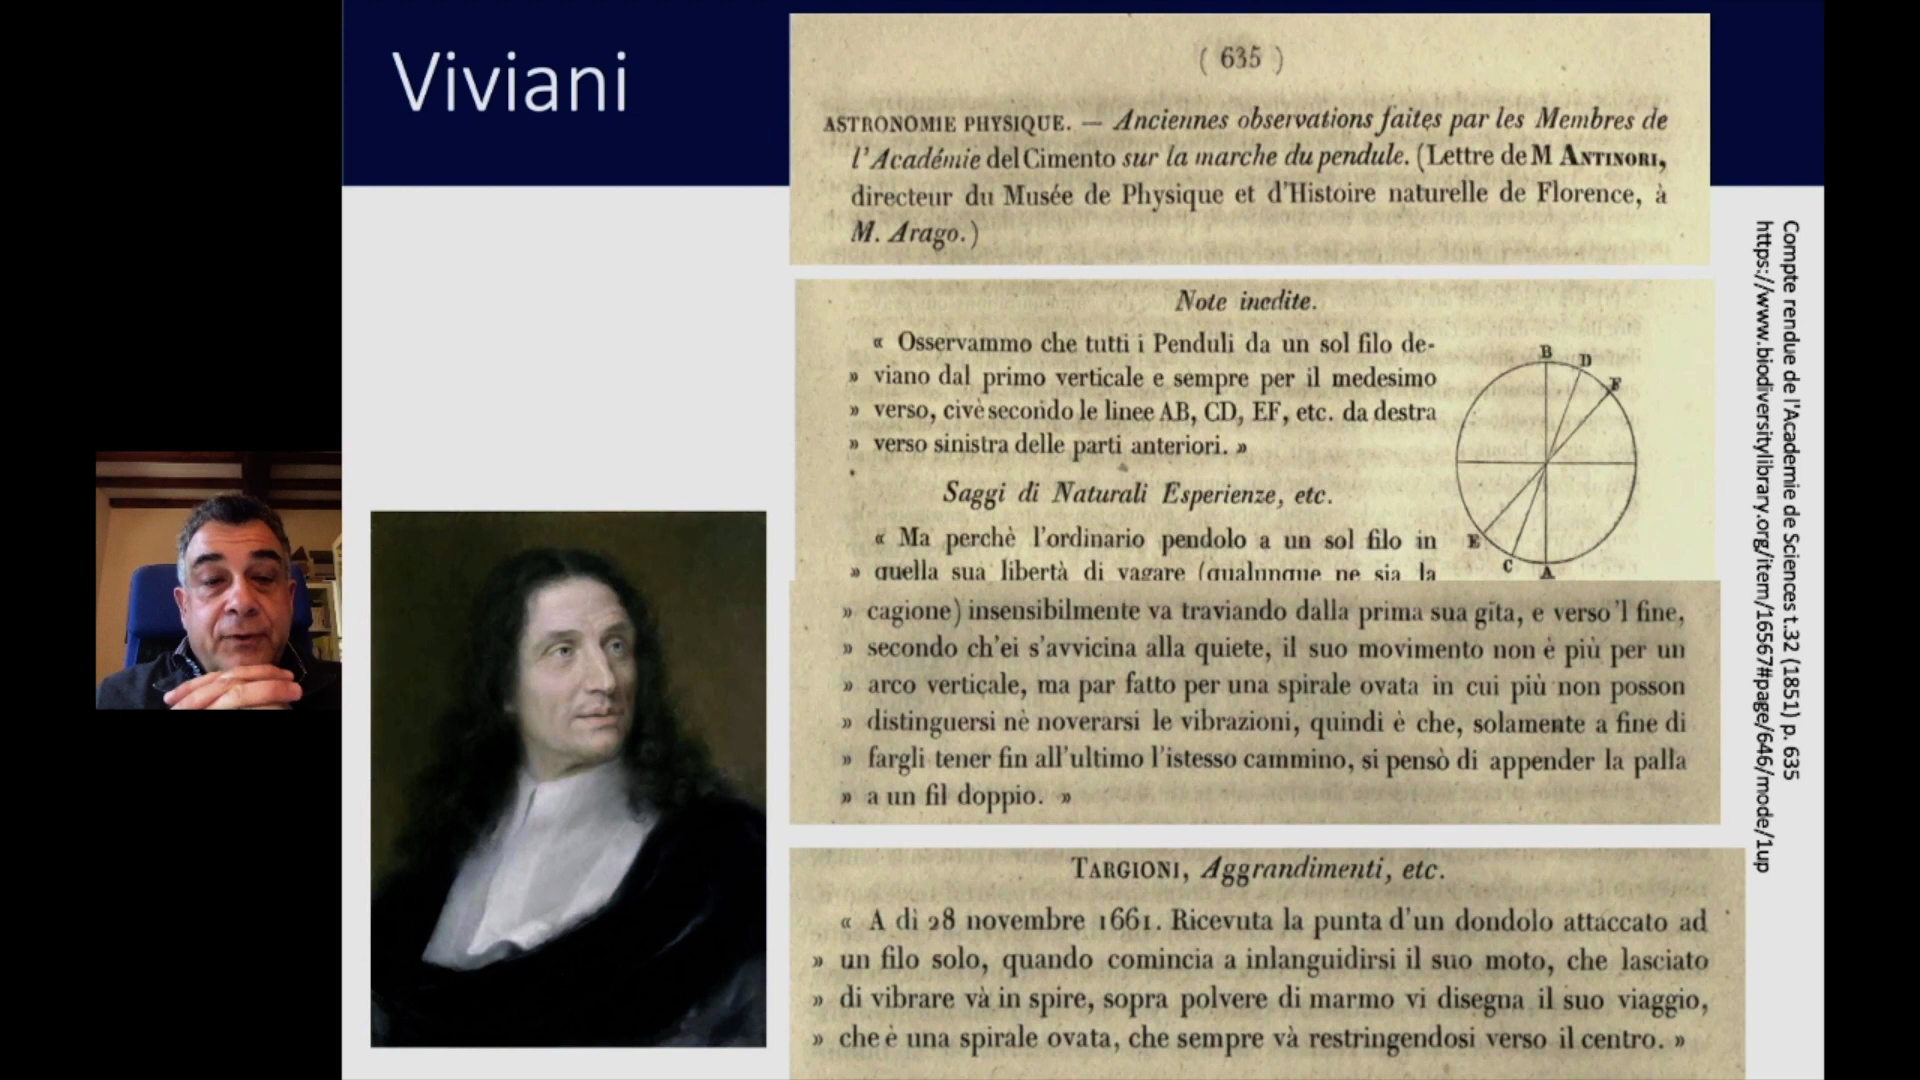 Viviani
( 635 )
ASTRONOMIE PHYSIQUE. — Anciennes observations faites par les Membres de
l'Académie del Cimento sur la marche du pendule. (Lettre de M ANTINORI,
directeur du Musée de Physique et d'Histoire naturelle de Florence, à
M. Arago.)
Note inedite.
« Osservammo che tutti i Penduli da un sol filo de-
» viano dal primo verticale e sempre per il medesimo
» verso, civè secondo le linee AB, CD, EF, etc. da destra
» verso sinistra delle parti anteriori. »
B
D
F
E
C
A
Saggi di Naturali Esperienze, etc.
« Ma perchè l'ordinario pendolo a un sol filo in
» quella sua libertà di vagare (qualunque ne sia la
» cagione) insensibilmente va traviando dalla prima sua gita, e verso 'l fine,
» secondo ch'ei s'avvicina alla quiete, il suo movimento non è più per un
» arco verticale, ma par fatto per una spirale ovata in cui più non posson
» distinguersi nè noverarsi le vibrazioni, quindi è che, solamente a fine di
» fargli tener fin all'ultimo l'istesso cammino, si pensò di appender la palla
» a un fil doppio. »
TARGIONI, Aggrandimenti, etc.
« A dì 28 novembre 1661. Ricevuta la punta d'un dondolo attaccato ad
» un filo solo, quando comincia a inlanguidirsi il suo moto, che lasciato
» di vibrare và in spire, sopra polvere di marmo vi disegna il suo viaggio,
» che è una spirale ovata, che sempre và restringendosi verso il centro. »
Compte rendue de l'Academie de Sciences t.32 (1851) p. 635
https://www.biodiversitylibrary.org/item/16567#page/646/mode/1up